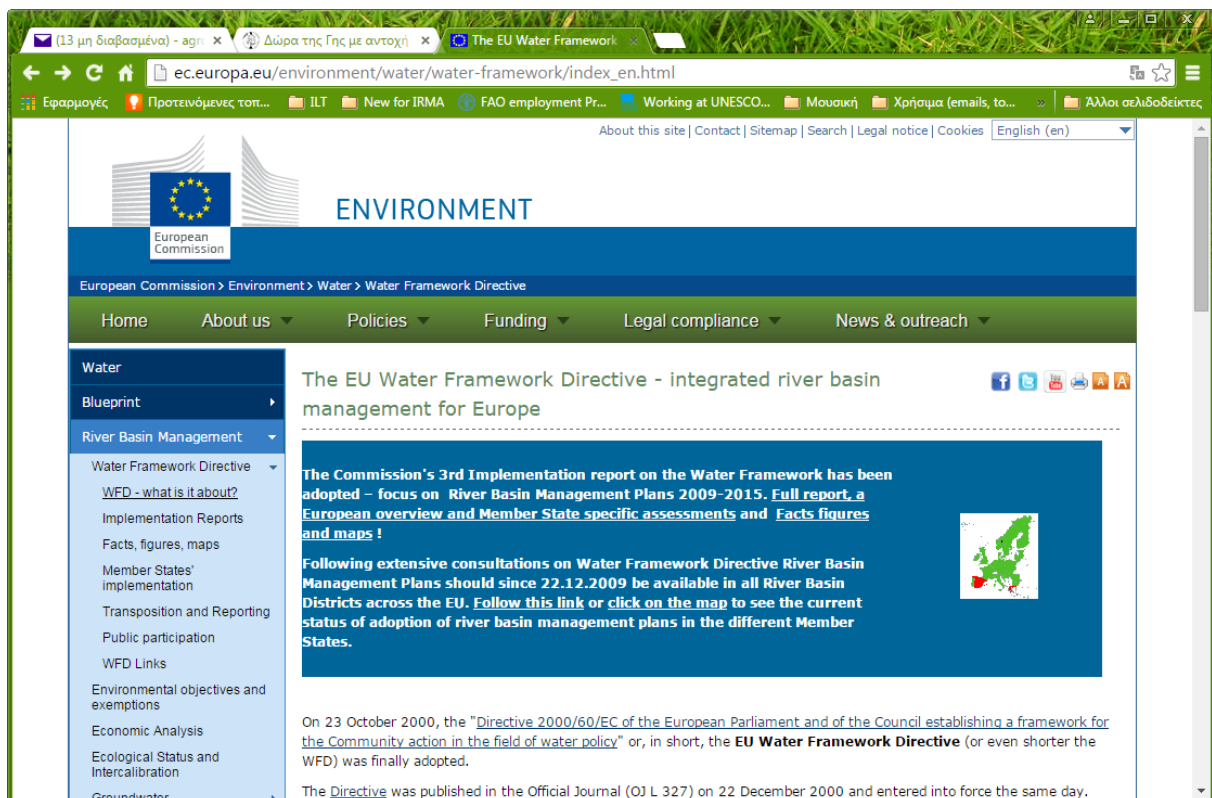 (13 μη διαβασμένα) - agr
Δώρα της Γης με αντοχή
The EU Water Framework
ec.europa.eu/environment/water/water-framework/index_en.html
Εφαρμογές
Προτεινόμενες τοπ...
ILT
New for IRMA
FAO employment Pr...
Working at UNESCO...
Μουσική
Χρήσιμα (emails, to...
»
Άλλοι σελιδοδείκτες
About this site | Contact | Sitemap | Search | Legal notice | Cookies
English (en)
European
Commission
ENVIRONMENT
European Commission > Environment > Water > Water Framework Directive
Home
About us
Policies
Funding
Legal compliance
News & outreach
Water
Blueprint
River Basin Management
Water Framework Directive
WFD - what is it about?
Implementation Reports
Facts, figures, maps
Member States'
implementation
Transposition and Reporting
Public participation
WFD Links
Environmental objectives and
exemptions
Economic Analysis
Ecological Status and
Intercalibration
Groundwater
The EU Water Framework Directive - integrated river basin
management for Europe
A
A
The Commission's 3rd Implementation report on the Water Framework has been
adopted – focus on River Basin Management Plans 2009-2015. Full report, a
European overview and Member State specific assessments and Facts figures
and maps !
Following extensive consultations on Water Framework Directive River Basin
Management Plans should since 22.12.2009 be available in all River Basin
Districts across the EU. Follow this link or click on the map to see the current
status of adoption of river basin management plans in the different Member
States.
On 23 October 2000, the "Directive 2000/60/EC of the European Parliament and of the Council establishing a framework for
the Community action in the field of water policy" or, in short, the EU Water Framework Directive (or even shorter the
WFD) was finally adopted.
The Directive was published in the Official Journal (OJ L 327) on 22 December 2000 and entered into force the same day.